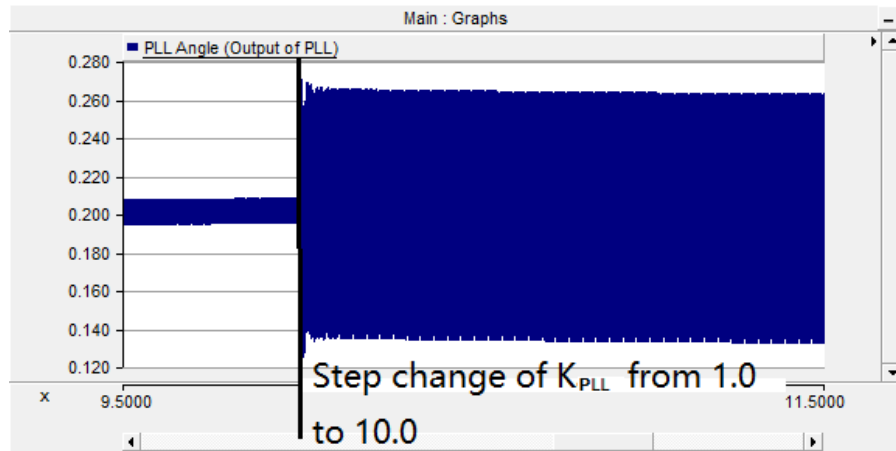 Main : Graphs
PLL Angle (Output of PLL)
0.280
0.260
0.240
0.220
0.200
0.180
0.160
0.140
0.120
x
9.5000
11.5000
Step change of KPLL from 1.0
to 10.0